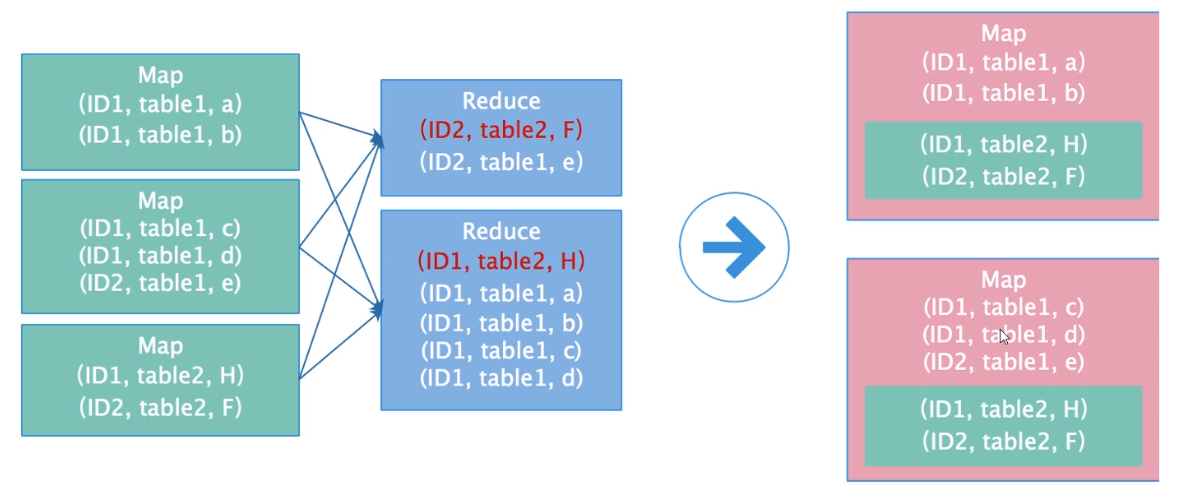 Map
(ID1, table1, a)
(ID1, table1, b)
Map
(ID1, table1, c)
(ID1, table1, d)
(ID2, table1, e)
Map
(ID1, table2, H)
(ID2, table2, F)
Reduce
(ID2, table2, F)
(ID2, table1, e)
Reduce
(ID1, table2, H)
(ID1, table1, a)
(ID1, table1, b)
(ID1, table1, c)
(ID1, table1, d)
Map
(ID1, table1, a)
(ID1, table1, b)
(ID1, table2, H)
(ID2, table2, F)
Map
(ID1, table1, c)
(ID1, table1, d)
(ID2, table1, e)
(ID1, table2, H)
(ID2, table2, F)